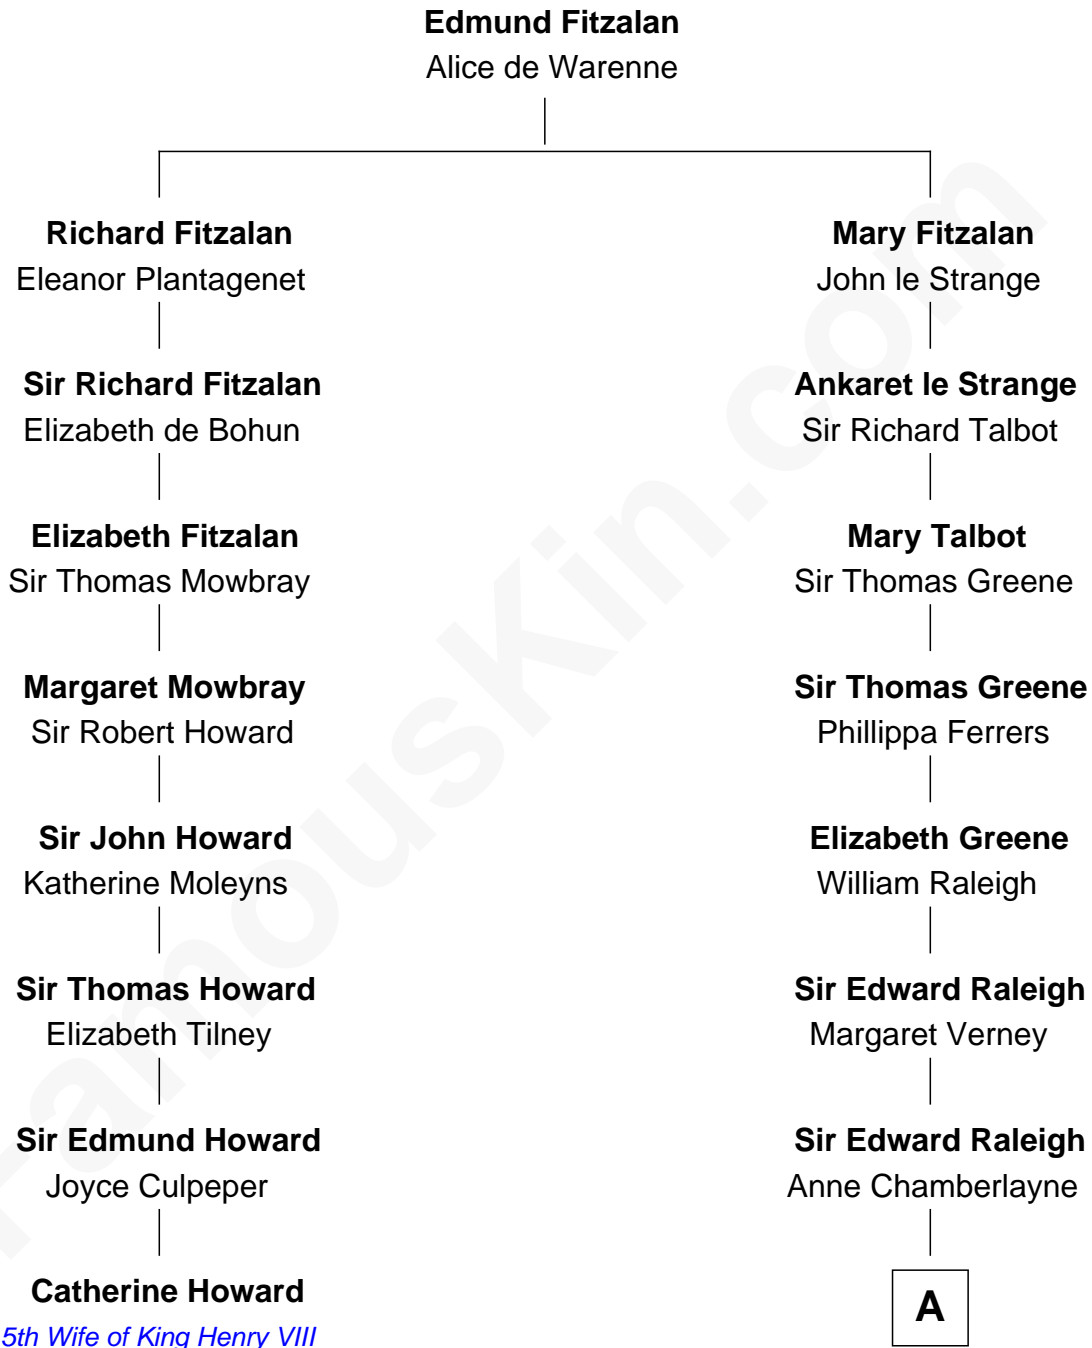 Edmund Fitzalan
Alice de Warenne
Richard Fitzalan
Eleanor Plantagenet
Mary Fitzalan
John le Strange
Sir Richard Fitzalan
Elizabeth de Bohun
Ankaret le Strange
Sir Richard Talbot
Elizabeth Fitzalan
Sir Thomas Mowbray
Mary Talbot
Sir Thomas Greene
Margaret Mowbray
Sir Robert Howard
Sir Thomas Greene
Phillippa Ferrers
Sir John Howard
Katherine Moleyns
Elizabeth Greene
William Raleigh
Sir Thomas Howard
Elizabeth Tilney
Sir Edward Raleigh
Margaret Verney
Sir Edmund Howard
Joyce Culpeper
Sir Edward Raleigh
Anne Chamberlayne
Catherine Howard
5th Wife of King Henry VIII
A
FamousKin.com